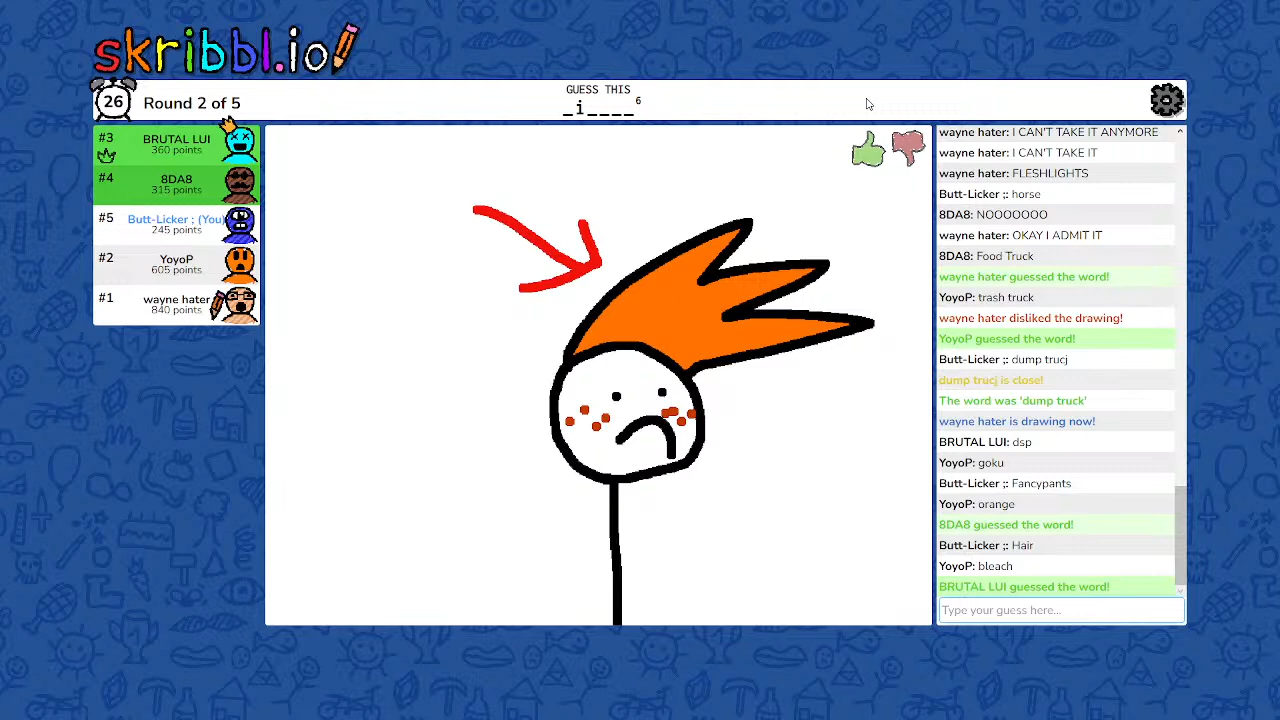 skribbl.io
26
Round 2 of 5
GUESS THIS
_i____ 6
#3
BRUTAL LUI
360 points
#4
8DA8
315 points
#5
Butt-Licker ; (You)
245 points
#2
YoyoP
605 points
#1
wayne hater
840 points
wayne hater: I CAN'T TAKE IT ANYMORE
wayne hater: I CAN'T TAKE IT
wayne hater: FLESHLIGHTS
Butt-Licker ;: horse
8DA8: NOOOOOOO
wayne hater: OKAY I ADMIT IT
8DA8: Food Truck
wayne hater guessed the word!
YoyoP: trash truck
wayne hater disliked the drawing!
YoyoP guessed the word!
Butt-Licker ;: dump trucj
dump trucj is close!
The word was 'dump truck'
wayne hater is drawing now!
BRUTAL LUI: dsp
YoyoP: goku
Butt-Licker ;: Fancypants
YoyoP: orange
8DA8 guessed the word!
Butt-Licker ;: Hair
YoyoP: bleach
BRUTAL LUI guessed the word!
Type your guess here...